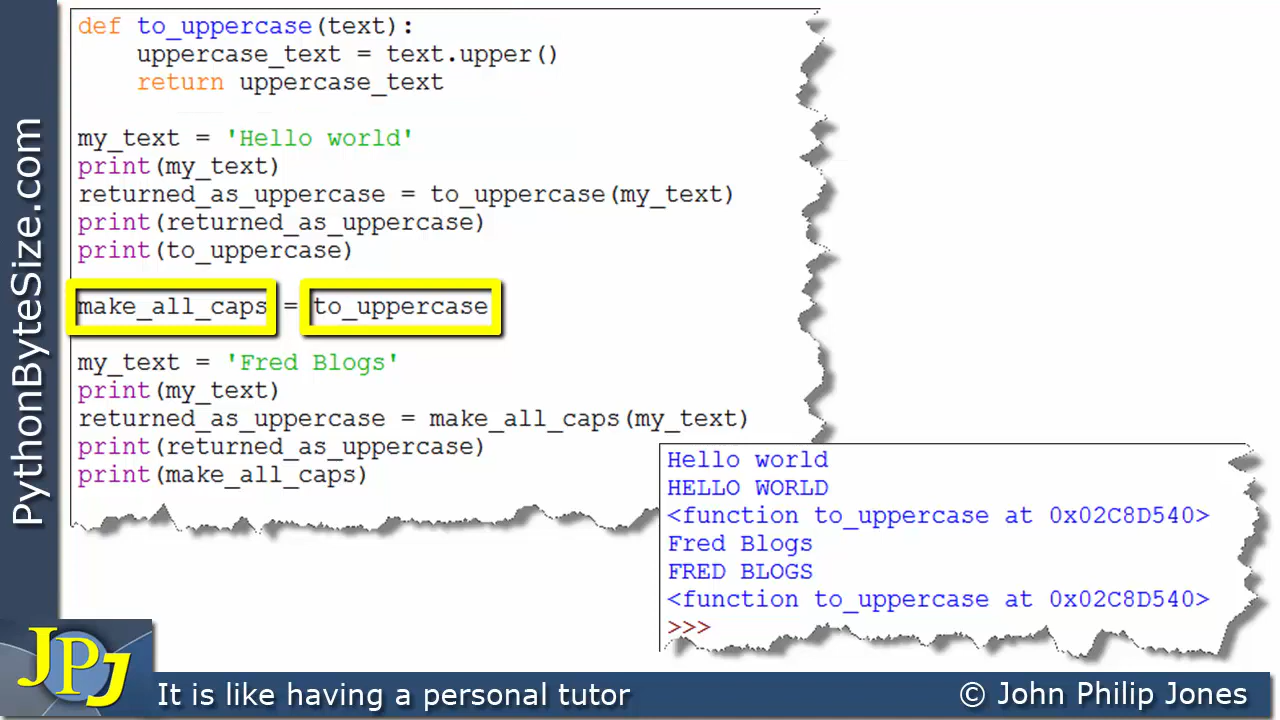 PythonByteSize.com
def to_uppercase(text):
    uppercase_text = text.upper()
    return uppercase_text
my_text = 'Hello world'
print(my_text)
returned_as_uppercase = to_uppercase(my_text)
print(returned_as_uppercase)
print(to_uppercase)
make_all_caps = to_uppercase
my_text = 'Fred Blogs'
print(my_text)
returned_as_uppercase = make_all_caps(my_text)
print(returned_as_uppercase)
print(make_all_caps)
Hello world
HELLO WORLD
<function to_uppercase at 0x02C8D540>
Fred Blogs
FRED BLOGS
<function to_uppercase at 0x02C8D540>
>>>
JPJ
It is like having a personal tutor
© John Philip Jones